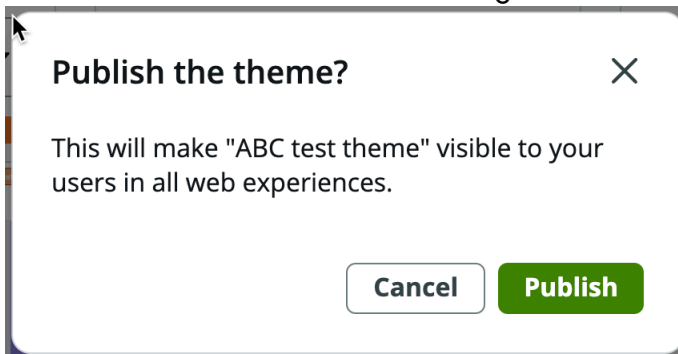 Publish the theme?
This will make "ABC test theme" visible to your
users in all web experiences.
Cancel
Publish